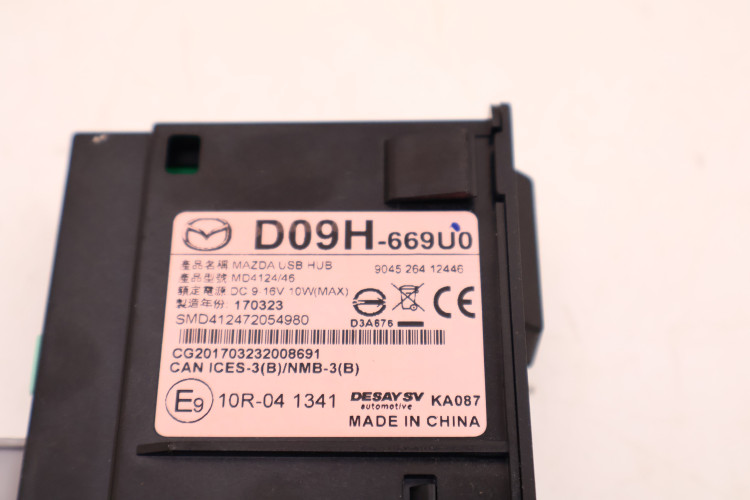 D09H-669U0
產品名稱 MAZDA USB HUB
9045 264 12446
產品型號 MD4124/46
額定電源 DC 9-16V 10W(MAX)
製造年份: 170323
SMD412472054980
D3A876
CE
CG201703232008691
CAN ICES-3(B)/NMB-3(B)
E9 10R-04 1341
DESAY SV automotive KA087
MADE IN CHINA